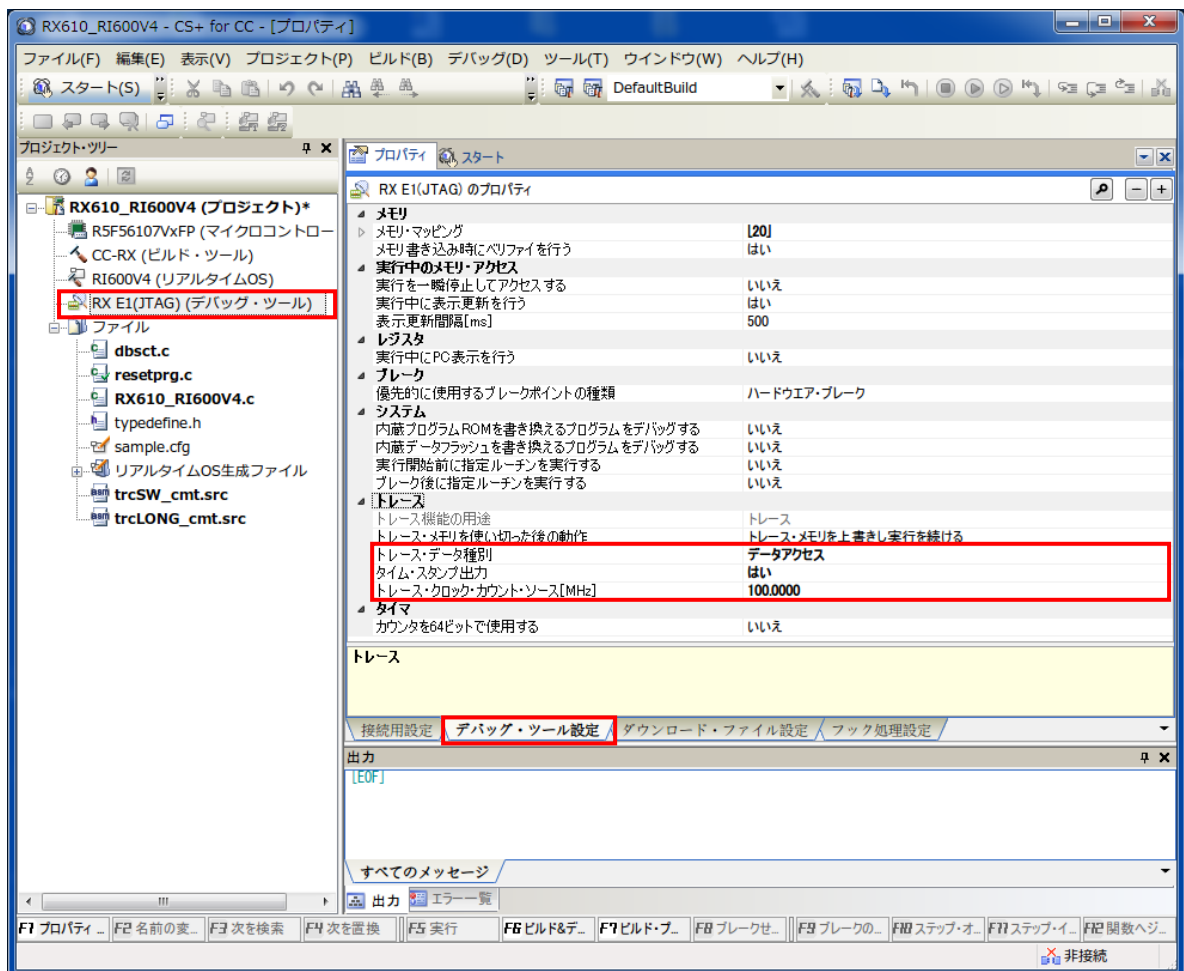 RX610_RI600V4 - CS+ for CC - [プロパティ]
ファイル(F) 編集(E) 表示(V) プロジェクト(P) ビルド(B) デバッグ(D) ツール(T) ウインドウ(W) ヘルプ(H)
スタート(S) DefaultBuild
プロジェクト・ツリー
プロパティ スタート
RX E1(JTAG) のプロパティ
RX610_RI600V4 (プロジェクト)*
R5F56107VxFP (マイクロコントロー
CC-RX (ビルド・ツール)
RI600V4 (リアルタイムOS)
RX E1(JTAG) (デバッグ・ツール)
ファイル
dbsct.c
resetprg.c
RX610_RI600V4.c
typedefine.h
sample.cfg
リアルタイムOS生成ファイル
trcSW_cmt.src
trcLONG_cmt.src
メモリ
メモリ・マッピング [20]
メモリ書き込み時にベリファイを行う はい
実行中のメモリ・アクセス
実行を一瞬停止してアクセスする いいえ
実行中に表示更新を行う はい
表示更新間隔[ms] 500
レジスタ
実行中にPC表示を行う いいえ
ブレーク
優先的に使用するブレークポイントの種類 ハードウエア・ブレーク
システム
内蔵プログラムROMを書き換えるプログラムをデバッグする いいえ
内蔵データフラッシュを書き換えるプログラムをデバッグする いいえ
実行開始前に指定ルーチンを実行する いいえ
ブレーク後に指定ルーチンを実行する いいえ
トレース
トレース機能の用途 トレース
トレース・メモリを使い切った後の動作 トレース・メモリを上書きし実行を続ける
トレース・データ種別 データアクセス
タイム・スタンプ出力 はい
トレース・クロック・カウント・ソース[MHz] 100.0000
タイマ
カウンタを64ビットで使用する いいえ
トレース
接続用設定 デバッグ・ツール設定 ダウンロード・ファイル設定 フック処理設定
出力
[EOF]
すべてのメッセージ
出力 エラー一覧
F1 プロパティ ... F2 名前の変... F3 次を検索 F4 次を置換 F5 実行 F6 ビルド&デ... F7 ビルド・プ... F8 ブレークせ... F9 ブレークの... F10 ステップ・オ... F11 ステップ・イ... F12 関数へジ...
非接続